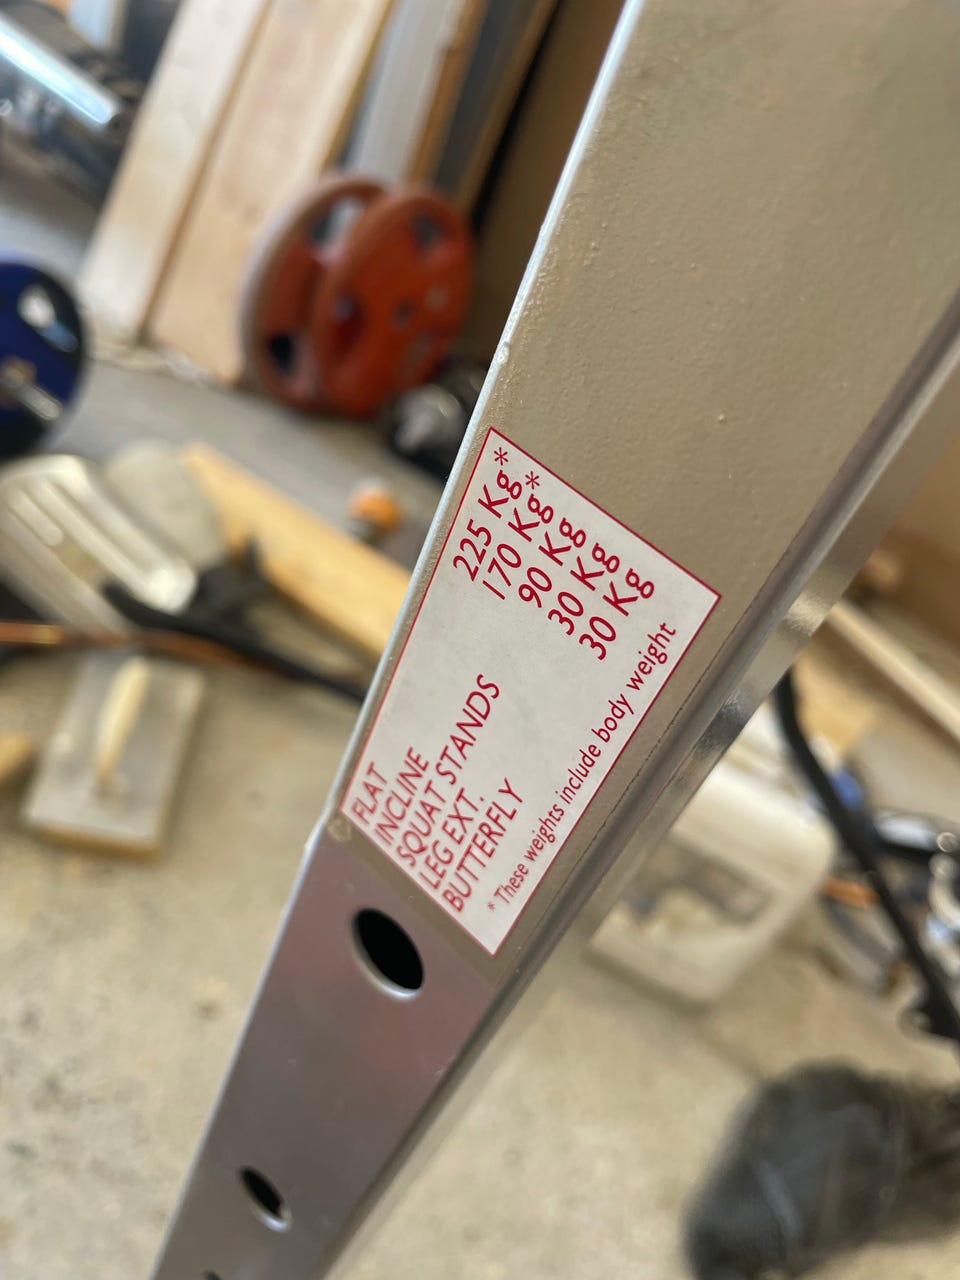 FLAT 225 Kg*
INCLINE 170 Kg*
SQUAT STANDS 90 Kg
LEG EXT. 30 Kg
BUTTERFLY 30 Kg
* These weights include body weight